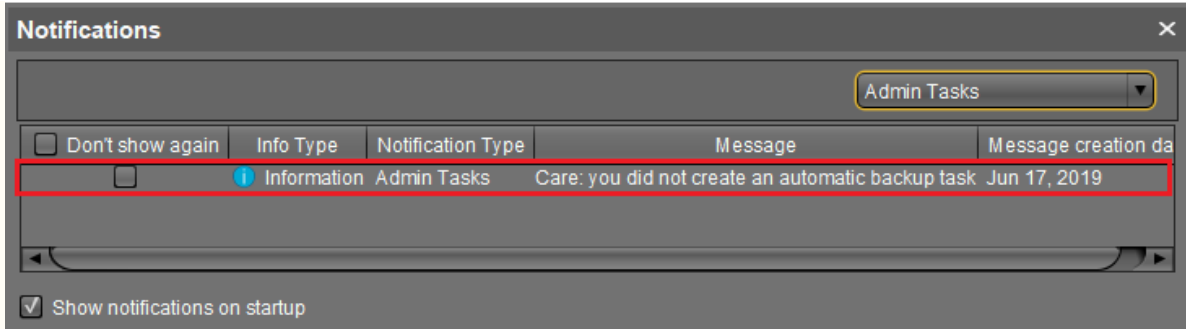 Notifications
Admin Tasks
Don't show again Info Type Notification Type Message Message creation da
Information Admin Tasks Care: you did not create an automatic backup task Jun 17, 2019
Show notifications on startup